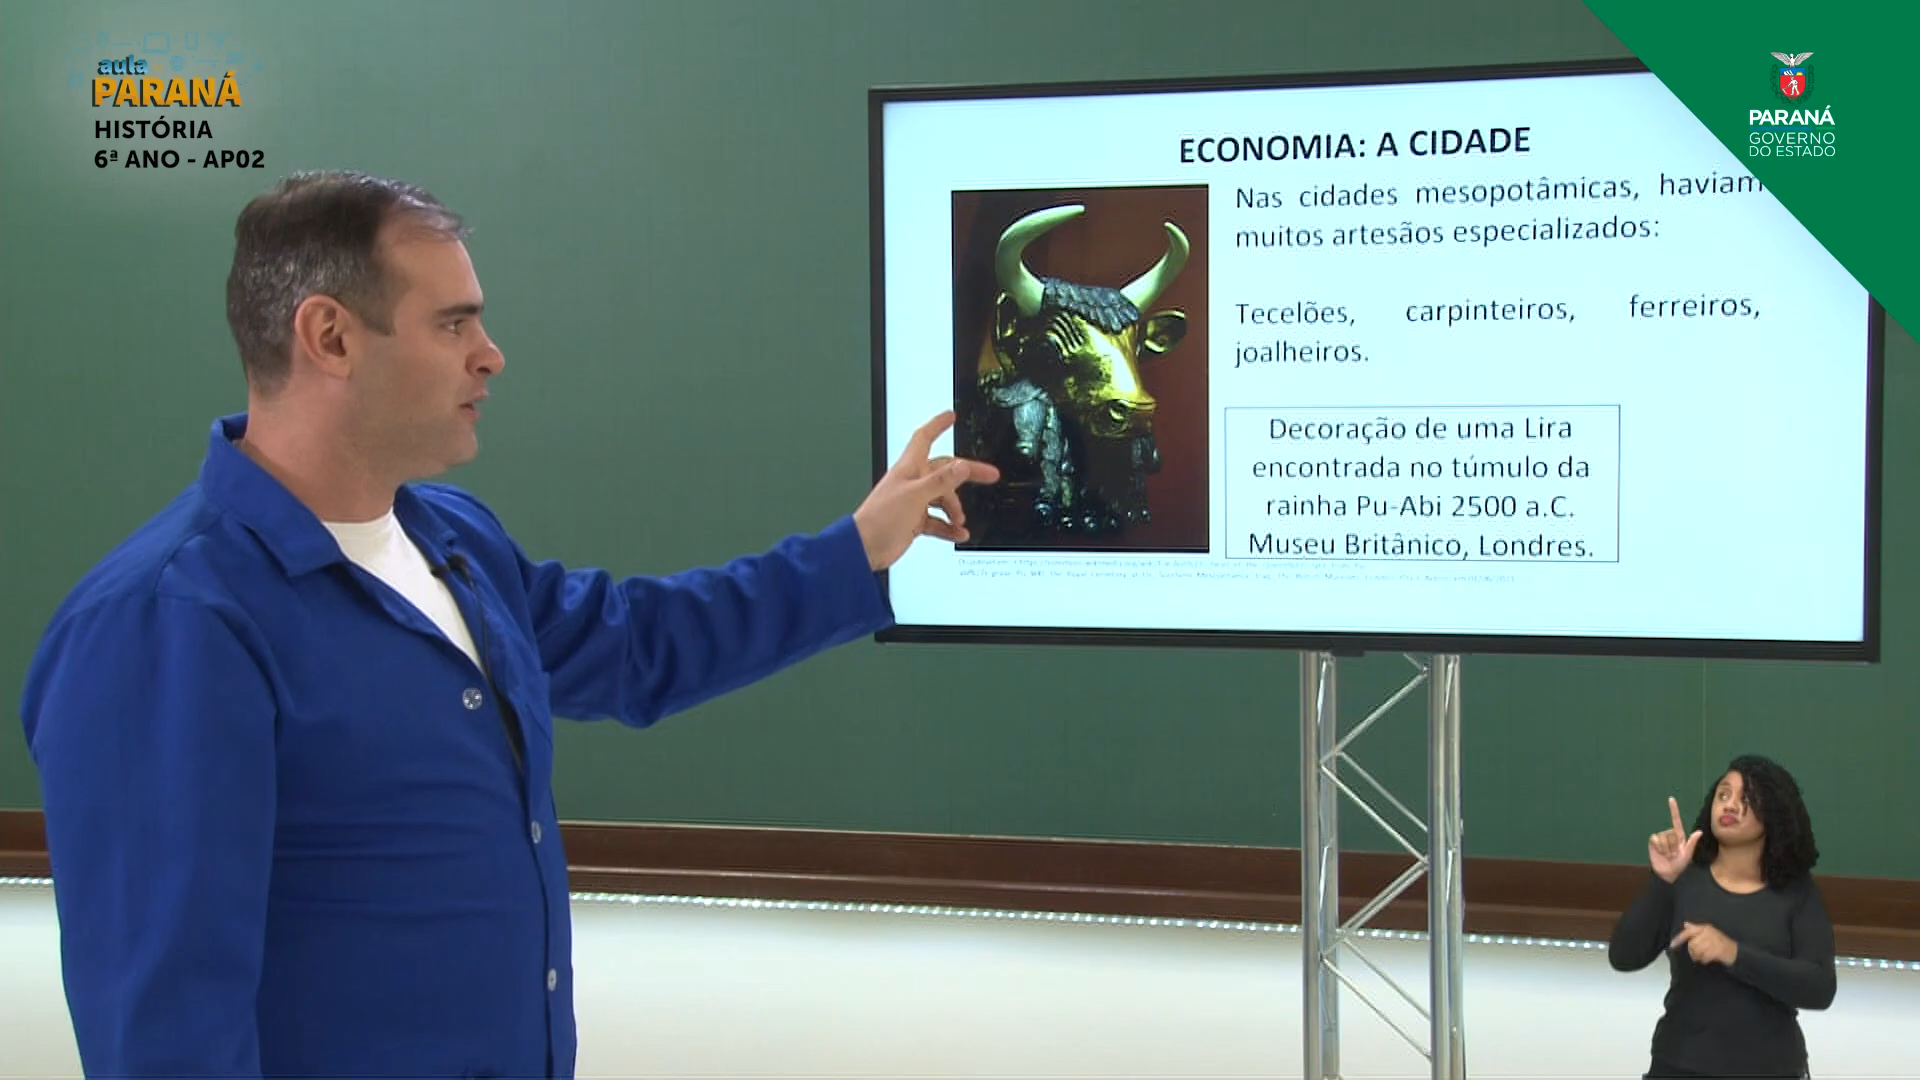 aula
PARANÁ
HISTÓRIA
6º ANO - AP02
PARANÁ
GOVERNO
DO ESTADO
ECONOMIA: A CIDADE
Nas cidades mesopotâmicas, haviam
muitos artesãos especializados:
Tecelões, carpinteiros, ferreiros,
joalheiros.
Decoração de uma Lira
encontrada no túmulo da
rainha Pu-Abi 2500 a.C.
Museu Britânico, Londres.